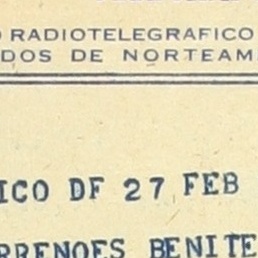 O RADIOTELEGRAFICO
DOS DE NORTEAM
ICO DF 27 FEB
RRENOES BENITE